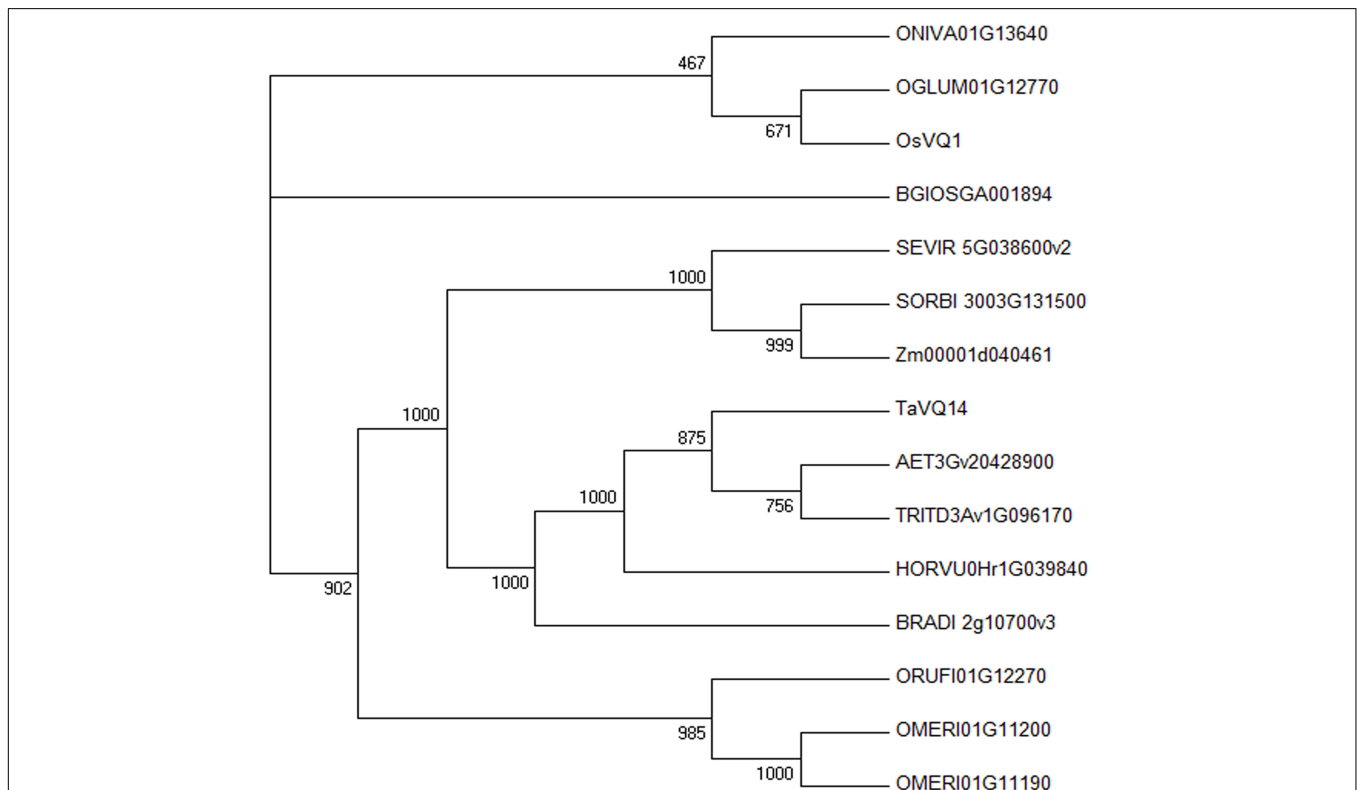 ONIVA01G13640
467
OGLUM01G12770
671
OsVQ1
BGIOSGA001894
SEVIR 5G038600v2
1000
SORBI 3003G131500
999
Zm00001d040461
1000
TaVQ14
875
AET3Gv20428900
1000
756
TRITD3Av1G096170
HORVU0Hr1G039840
1000
902
BRADI 2g10700v3
ORUFI01G12270
985
OMERI01G11200
1000
OMERI01G11190